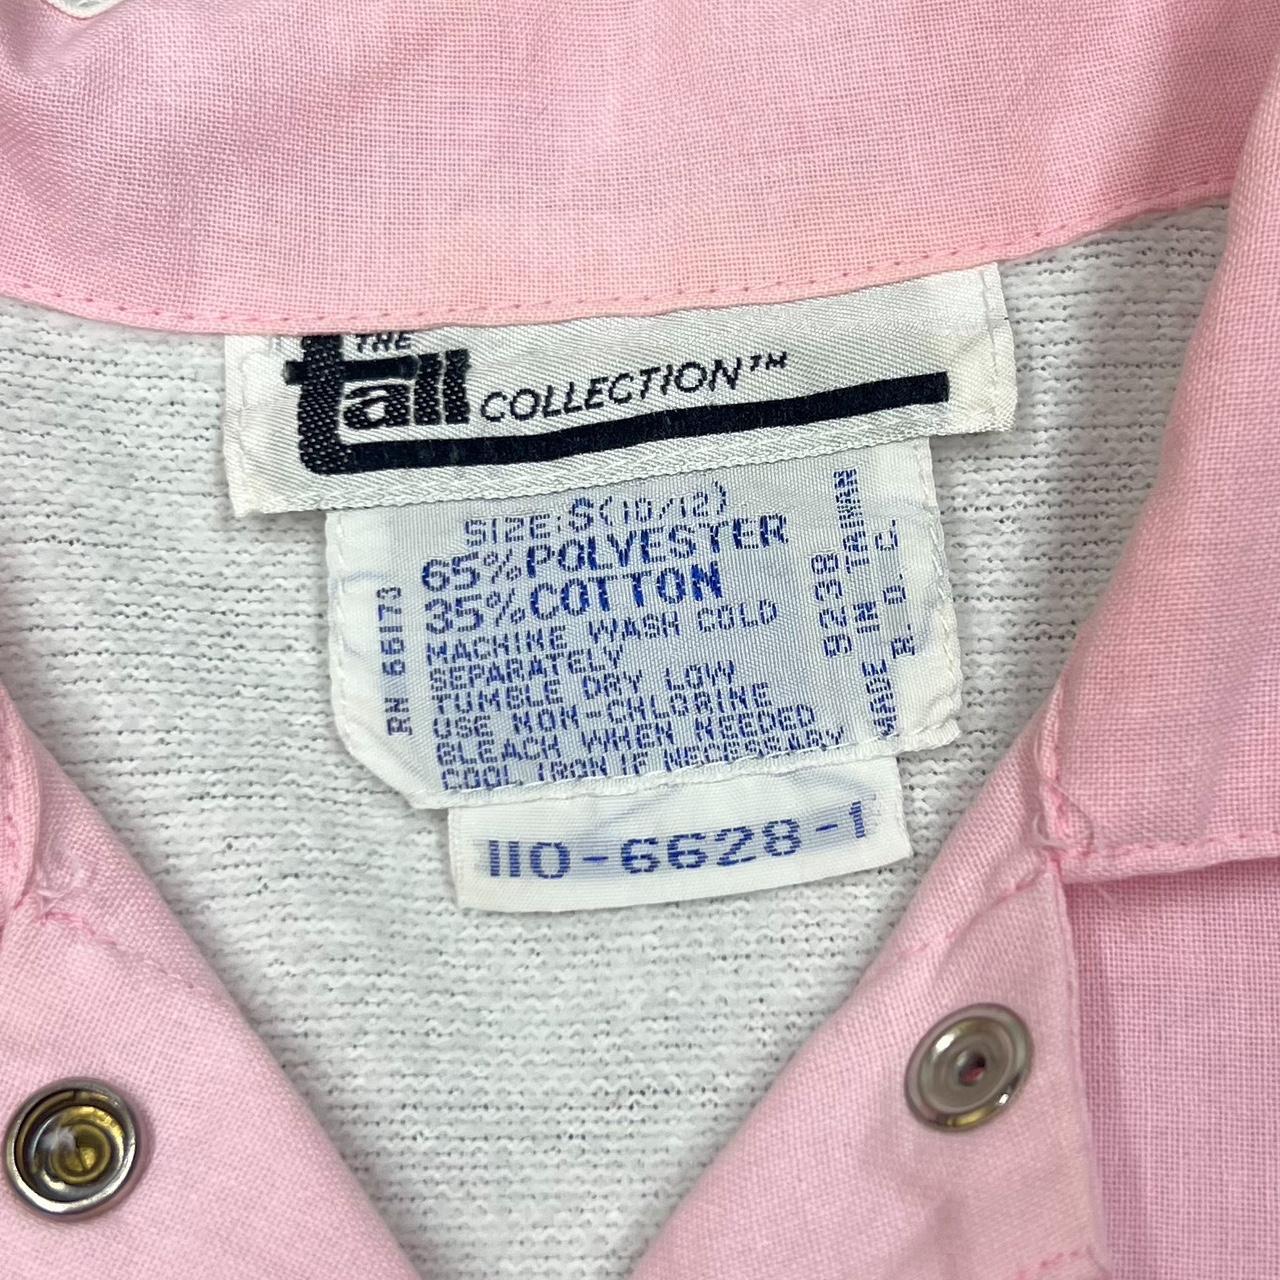 THE
tall COLLECTION™
SIZE: S(10/12)
65% POLYESTER
35% COTTON
MACHINE WASH COLD
SEPARATELY
TUMBLE DRY LOW
USE NON-CHLORINE
BLEACH WHEN NEEDED
COOL IRON IF NECESSARY
RN 66173
9238
MADE IN TAIWAN
R. O. C.
110-6628-1